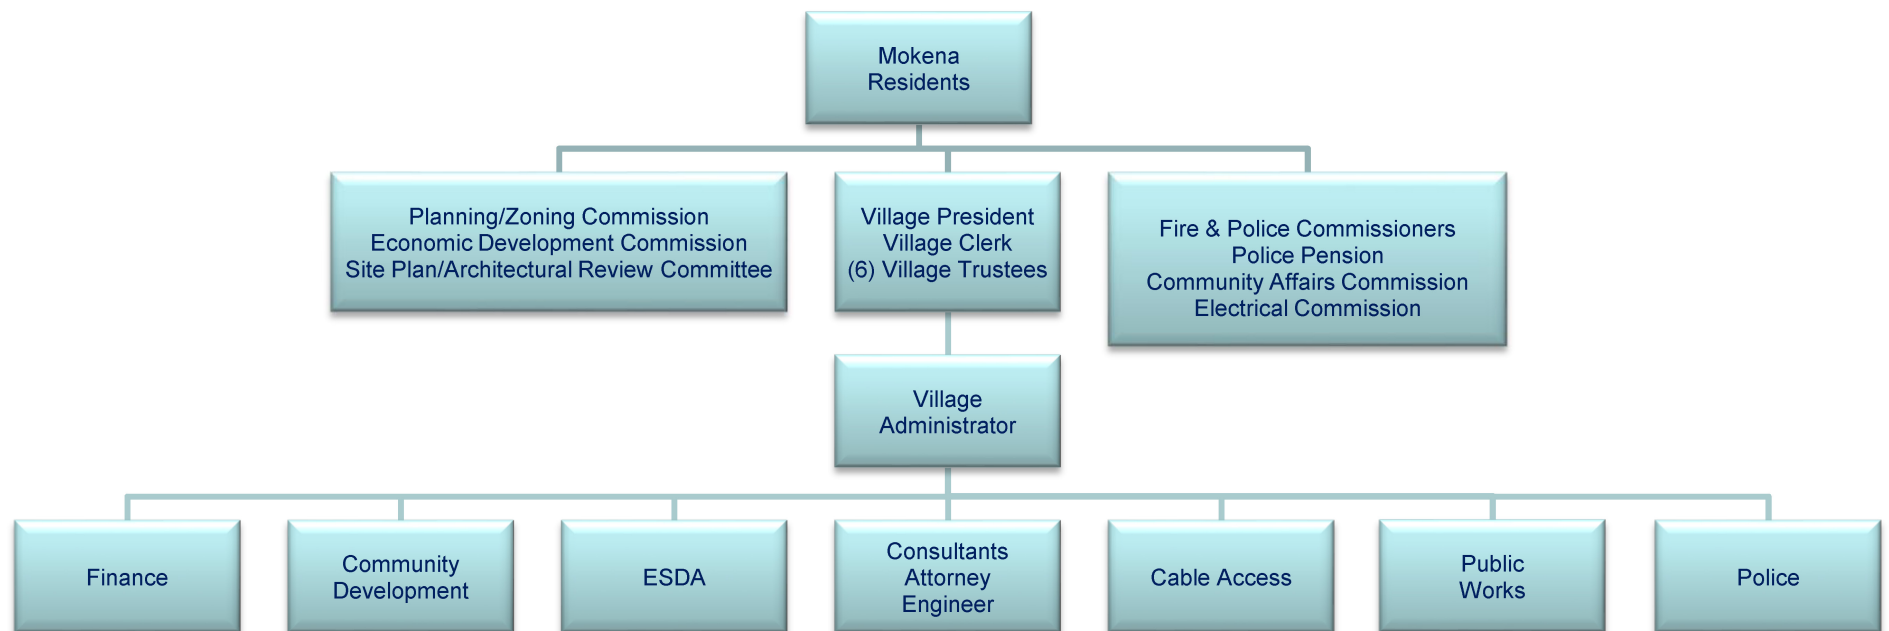 Mokena
Residents
Planning/Zoning Commission
Economic Development Commission
Site Plan/Architectural Review Committee
Village President
Village Clerk
(6) Village Trustees
Fire & Police Commissioners
Police Pension
Community Affairs Commission
Electrical Commission
Village
Administrator
Finance
Community
Development
ESDA
Consultants
Attorney
Engineer
Cable Access
Public
Works
Police